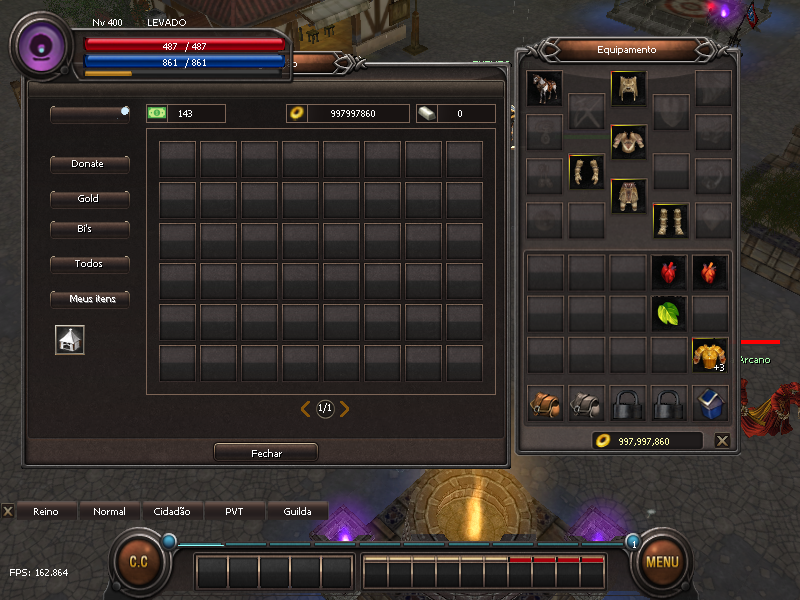 Nv 400 LEVADO
487 / 487
861 / 861
Equipamento
143
997997860
0
Donate
Gold
Bi's
Todos
Meus itens
+3
Arcano
1/1
997,997,860
Fechar
Reino Normal Cidadão PVT Guilda
1
C.C
MENU
FPS: 162.864